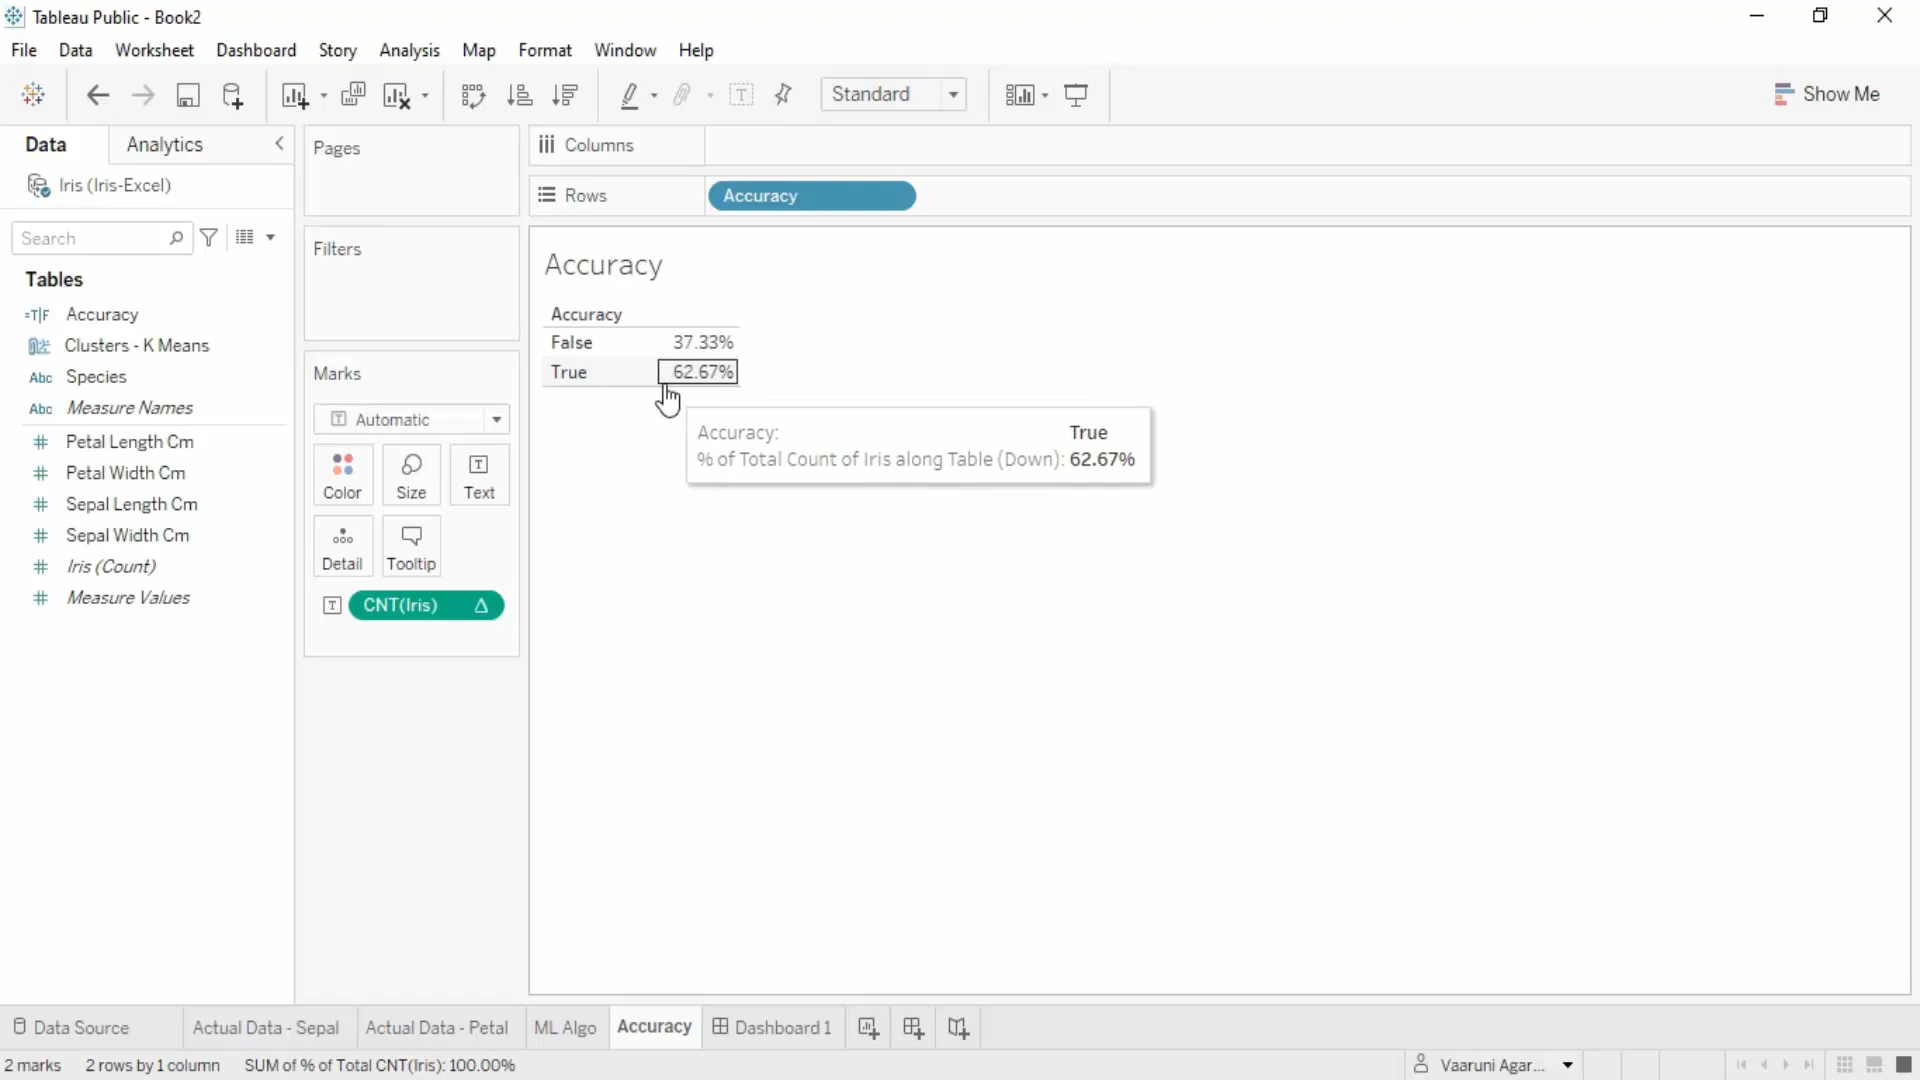 Tableau Public - Book2
File Data Worksheet Dashboard Story Analysis Map Format Window Help
Standard
Show Me
Data Analytics
Iris (Iris-Excel)
Search
Tables
=T|F Accuracy
Clusters - K Means
Abc Species
Abc Measure Names
# Petal Length Cm
# Petal Width Cm
# Sepal Length Cm
# Sepal Width Cm
# Iris (Count)
# Measure Values
Pages
Filters
Marks
Automatic
Color Size Text
Detail Tooltip
CNT(Iris) Δ
Columns
Rows Accuracy
Accuracy
Accuracy
False 37.33%
True 62.67%
Accuracy: True
% of Total Count of Iris along Table (Down): 62.67%
Data Source Actual Data - Sepal Actual Data - Petal ML Algo Accuracy Dashboard 1
2 marks 2 rows by 1 column SUM of % of Total CNT(Iris): 100.00% Vaaruni Agar...